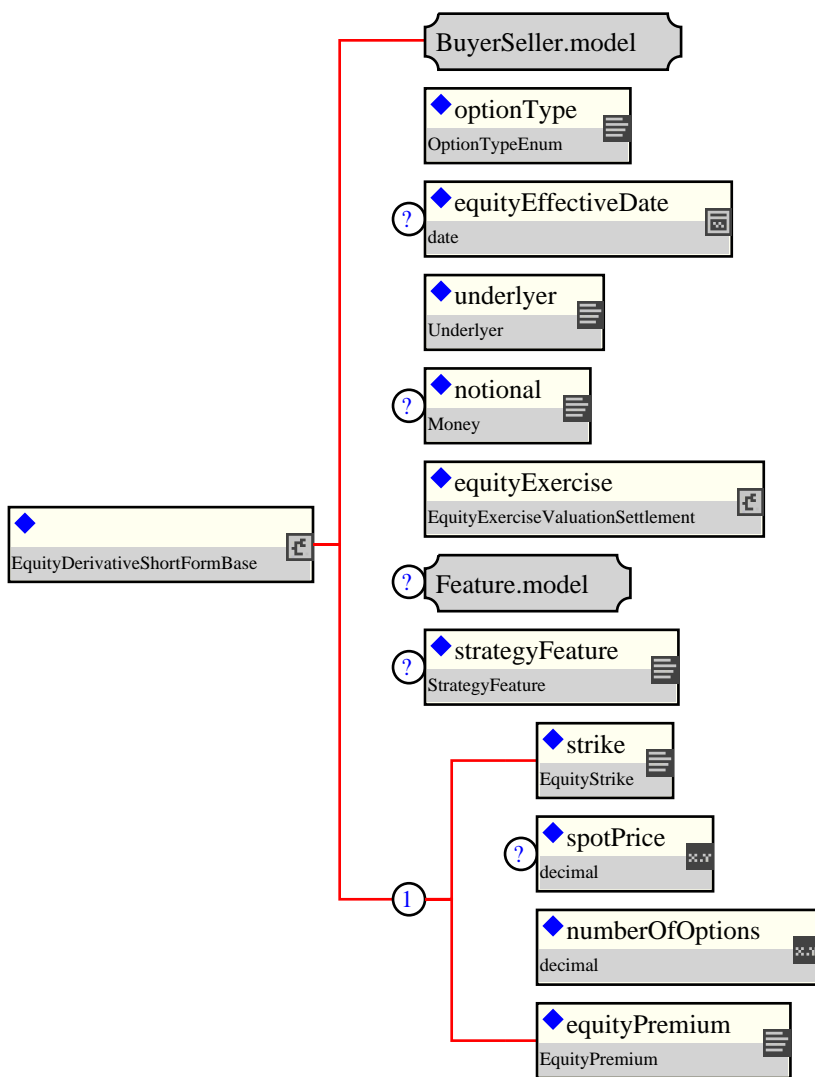 BuyerSeller.model
optionType
OptionTypeEnum
?
equityEffectiveDate
date
underlyer
Underlyer
?
notional
Money
equityExercise
EquityExerciseValuationSettlement
EquityDerivativeShortFormBase
?
Feature.model
?
strategyFeature
StrategyFeature
strike
EquityStrike
?
spotPrice
decimal
x.Y
1
numberOfOptions
decimal
x.Y
equityPremium
EquityPremium